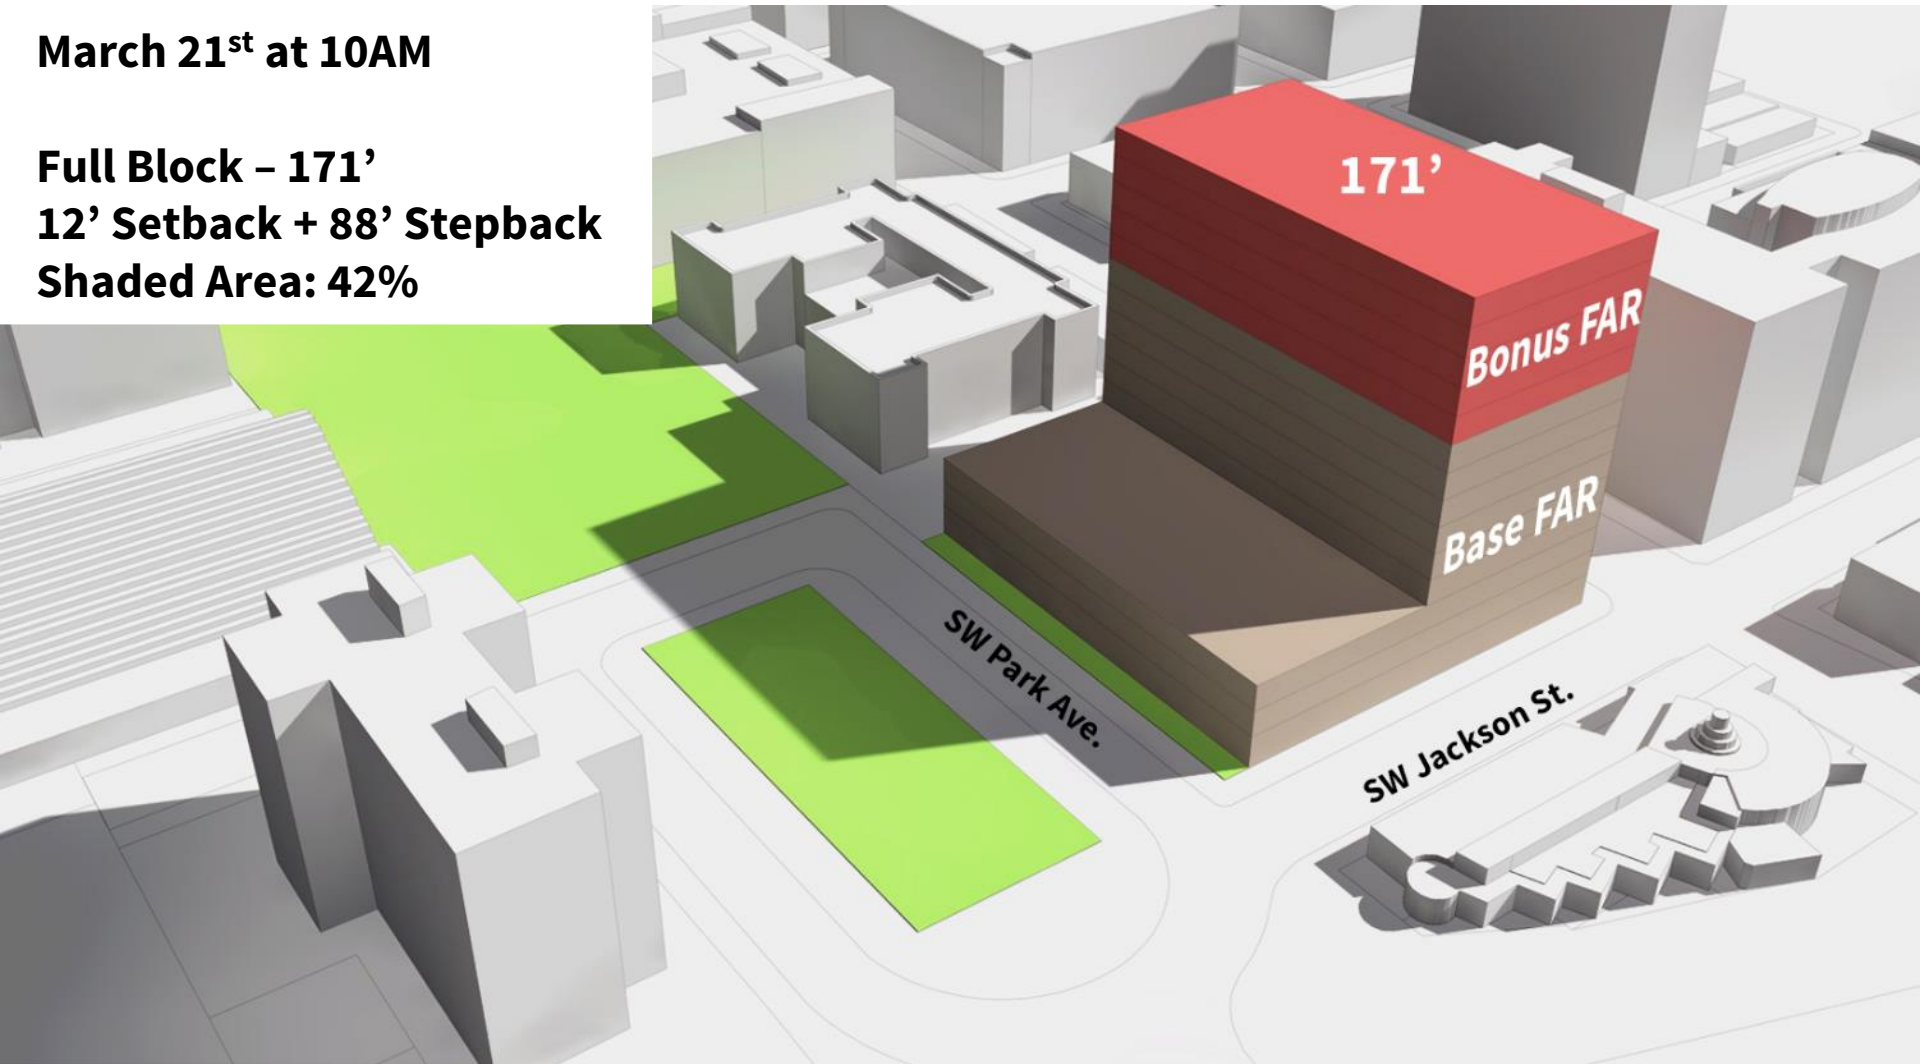 March 21st at 10AM
Full Block – 171’
12’ Setback + 88’ Stepback
Shaded Area: 42%
171’
Bonus FAR
Base FAR
SW Park Ave.
SW Jackson St.